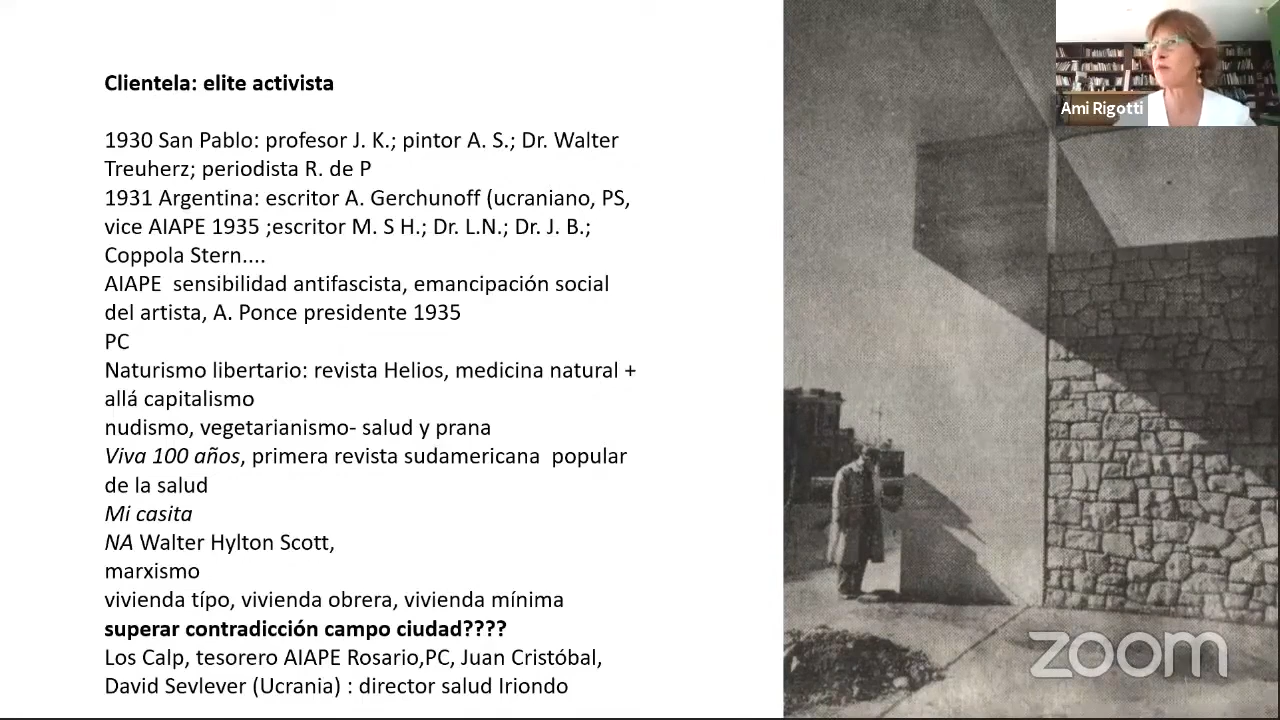 Clientela: elite activista
1930 San Pablo: profesor J. K.; pintor A. S.; Dr. Walter
Treuherz; periodista R. de P
1931 Argentina: escritor A. Gerchunoff (ucraniano, PS,
vice AIAPE 1935 ;escritor M. S H.; Dr. L.N.; Dr. J. B.;
Coppola Stern....
AIAPE  sensibilidad antifascista, emancipación social
del artista, A. Ponce presidente 1935
PC
Naturismo libertario: revista Helios, medicina natural +
allá capitalismo
nudismo, vegetarianismo- salud y prana
Viva 100 años, primera revista sudamericana  popular
de la salud
Mi casita
NA Walter Hylton Scott,
marxismo
vivienda típo, vivienda obrera, vivienda mínima
superar contradicción campo ciudad????
Los Calp, tesorero AIAPE Rosario,PC, Juan Cristóbal,
David Sevlever (Ucrania) : director salud Iriondo
Ami Rigotti
zoom